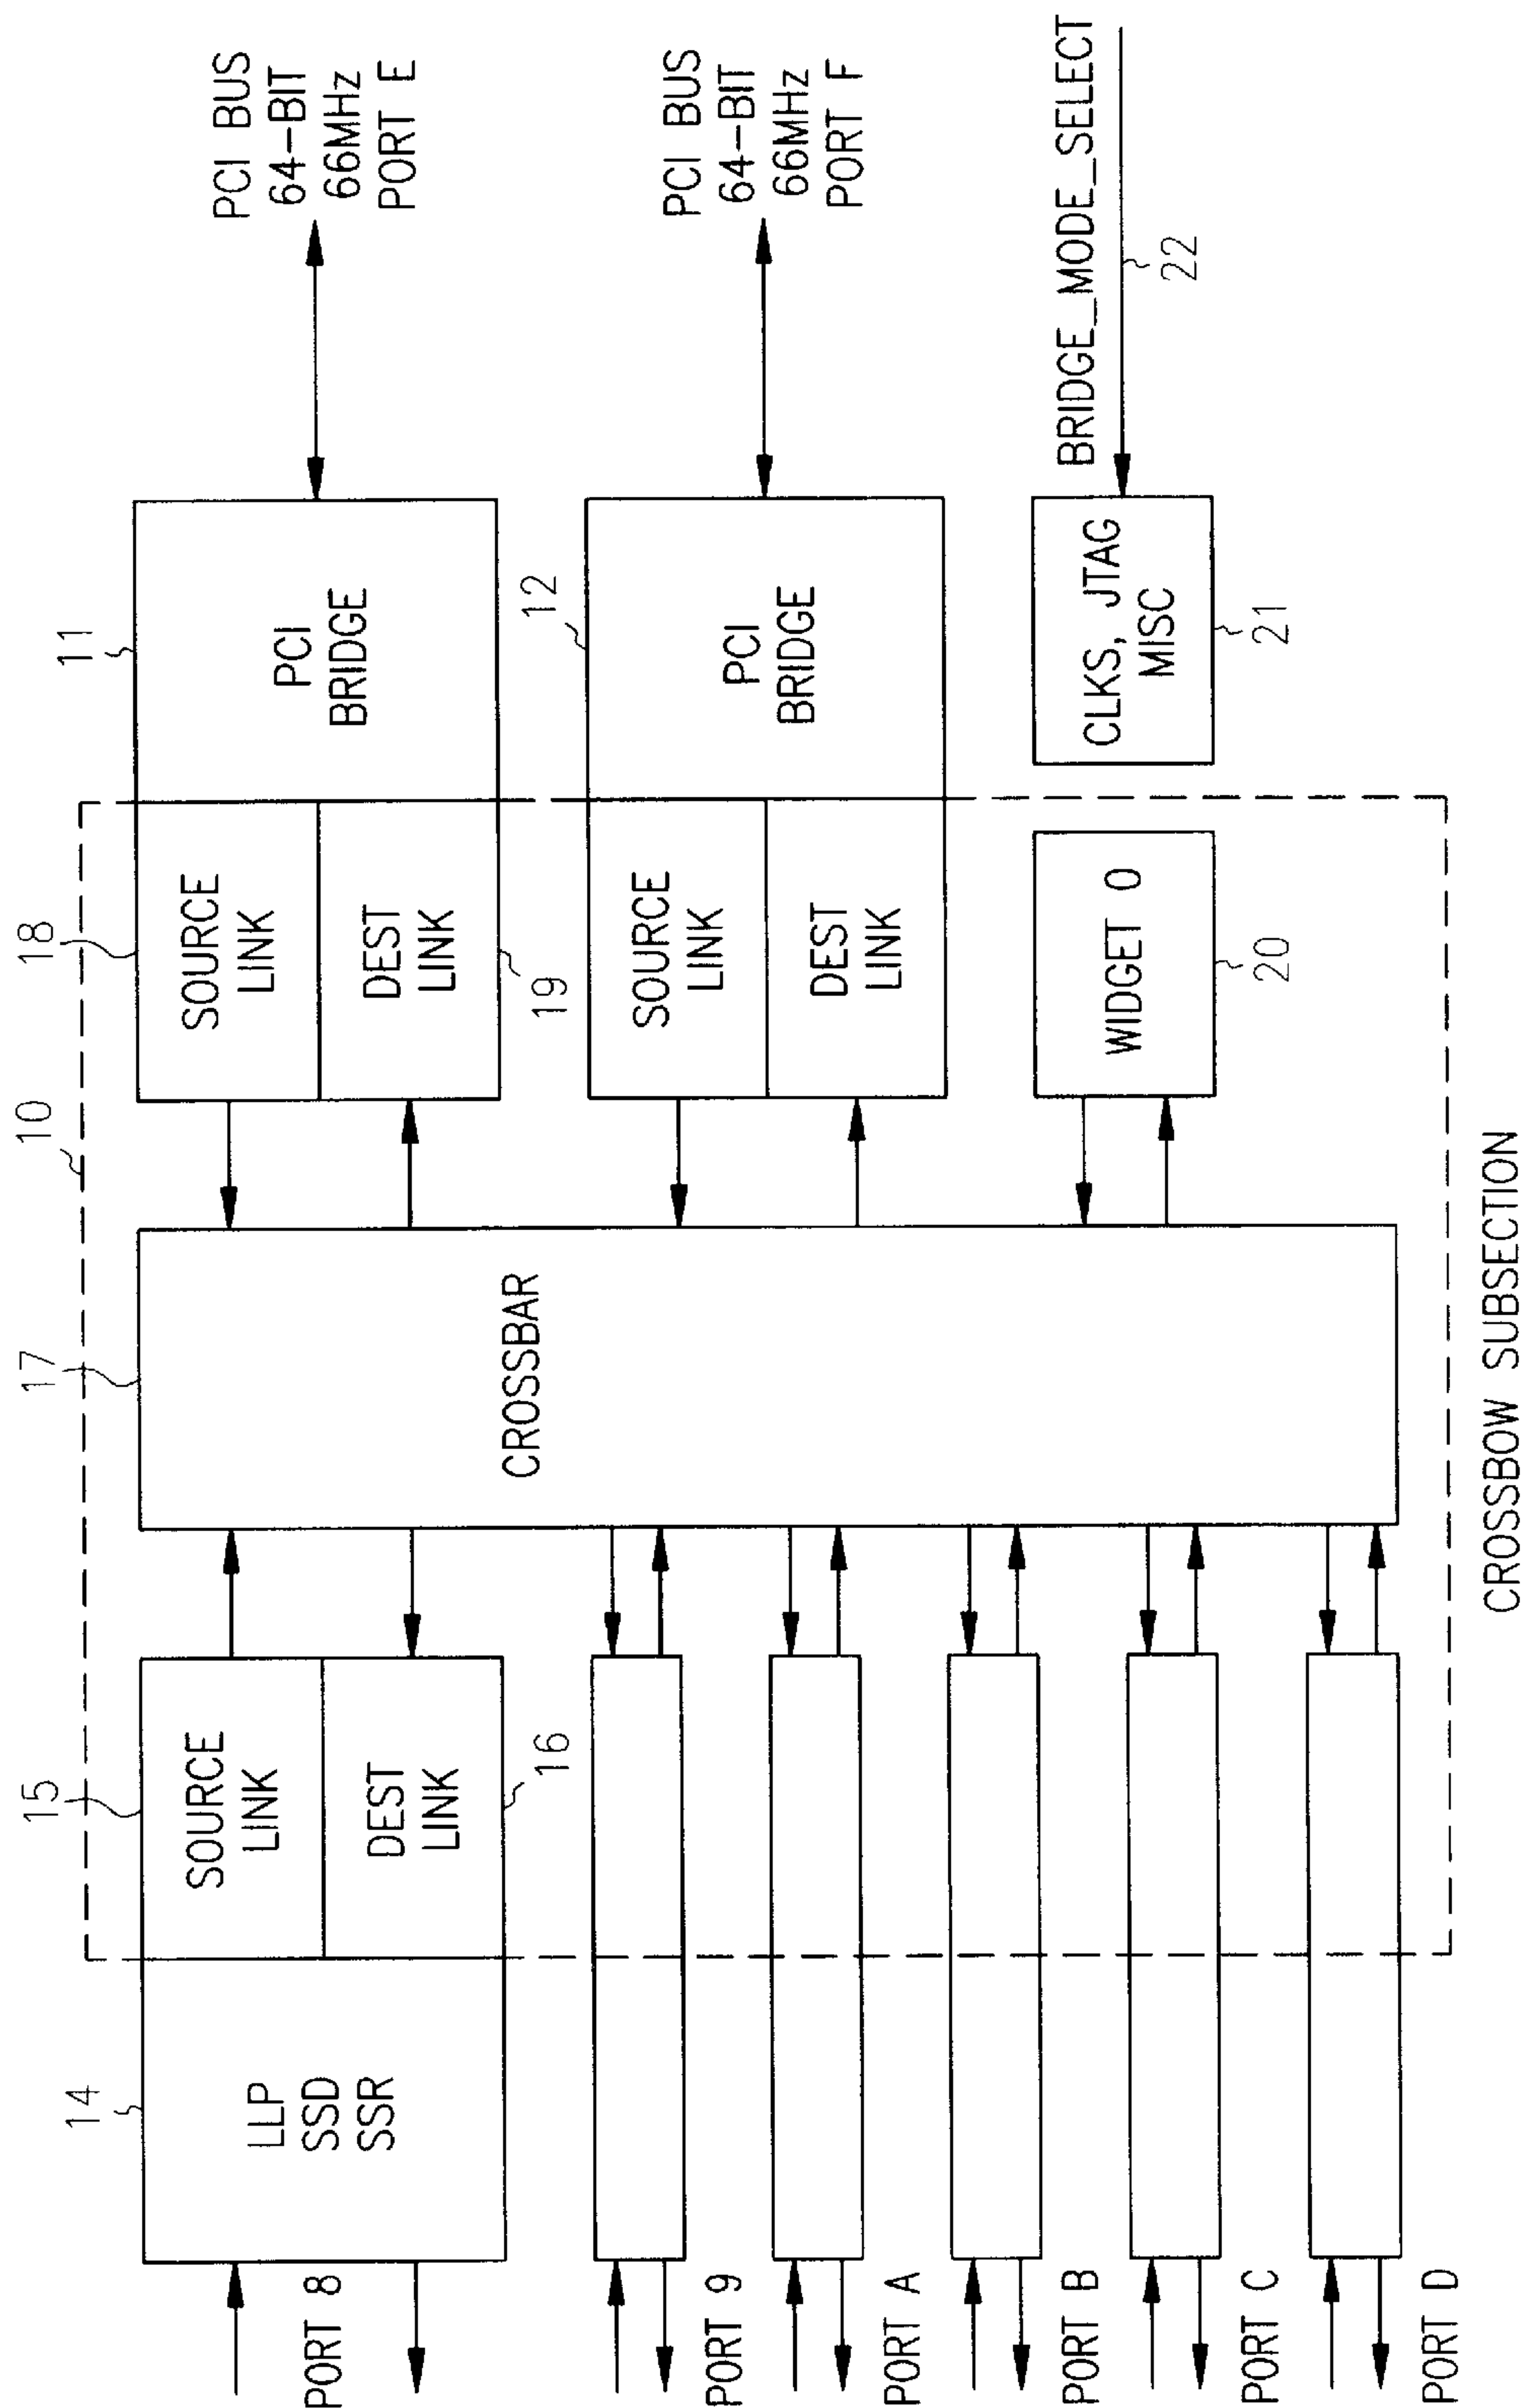 10
17
18
11
15
14
SOURCE
LINK
DEST
LINK
19
PCI
BRIDGE
PCI BUS
64-BIT
66MHz
PORT E
LLP
SSD
SSR
SOURCE
LINK
DEST
LINK
16
PORT 8
CROSSBAR
12
SOURCE
LINK
DEST
LINK
PCI
BRIDGE
PCI BUS
64-BIT
66MHz
PORT F
PORT 9
PORT A
PORT B
PORT C
PORT D
WIDGET 0
20
CLKS, JTAG
MISC
21
BRIDGE_MODE_SELECT
22
CROSSBOW SUBSECTION